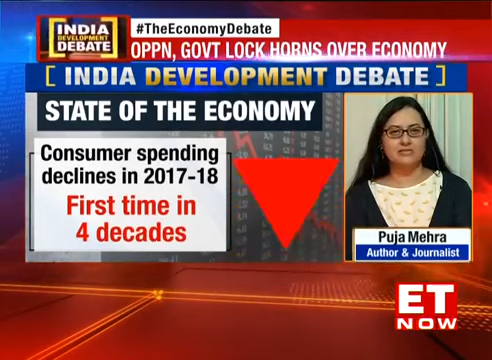 INDIA
DEVELOPMENT
DEBATE
#TheEconomyDebate
OPPN, GOVT LOCK HORNS OVER ECONOMY
[ INDIA DEVELOPMENT DEBATE ]
STATE OF THE ECONOMY
Consumer spending
declines in 2017-18
First time in
4 decades
Puja Mehra
Author & Journalist
ET
NOW